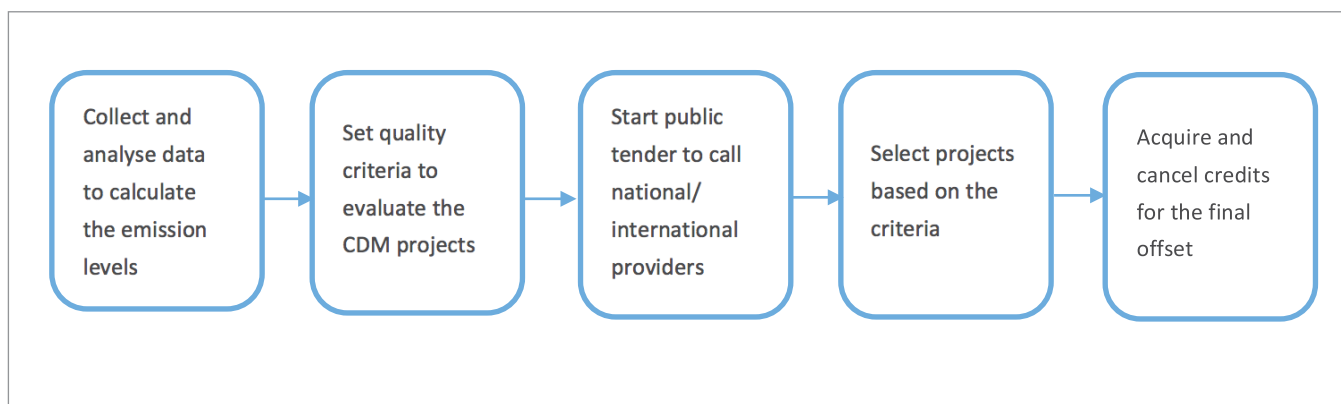 Collect and
analyse data
to calculate
the emission
levels
Set quality
criteria to
evaluate the
CDM projects
Start public
tender to call
national/
international
providers
Select projects
based on the
criteria
Acquire and
cancel credits
for the final
offset